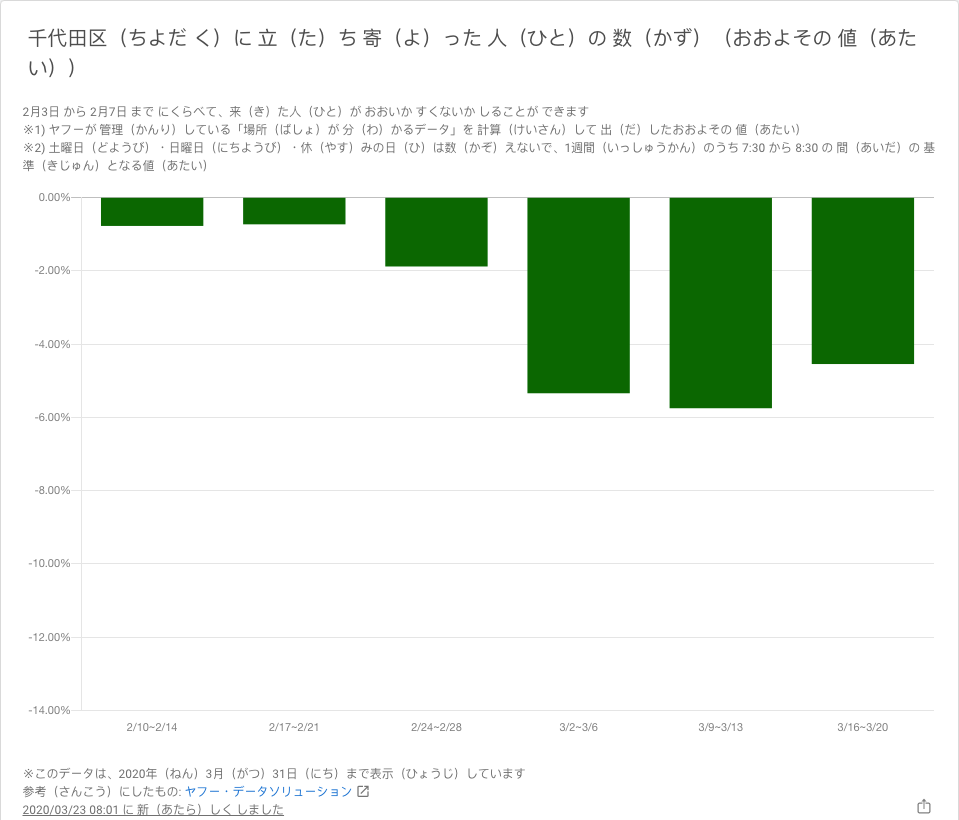 千代田区（ちよだ く）に 立（た）ち 寄（よ）った 人（ひと）の 数（かず）（おおよその 値（あた
い））
2月3日 から 2月7日 まで にくらべて、来（き）た人（ひと）が おおいか すくないか しることが できます
※1) ヤフーが 管理（かんり）している「場所（ばしょ）が 分（わ）かるデータ」を 計算（けいさん）して 出（だ）したおおよその 値（あたい）
※2) 土曜日（どようび）・日曜日（にちようび）・休（やす）みの日（ひ）は数（かぞ）えないで、1週間（いっしゅうかん）のうち 7:30 から 8:30 の 間（あいだ）の 基
準（きじゅん）となる値（あたい）
0.00%
-2.00%
-4.00%
-6.00%
-8.00%
-10.00%
-12.00%
-14.00%
2/10~2/14 2/17~2/21 2/24~2/28 3/2~3/6 3/9~3/13 3/16~3/20
※このデータは、2020年（ねん）3月（がつ）31日（にち）まで表示（ひょうじ）しています
参考（さんこう）にしたもの: ヤフー・データソリューション
2020/03/23 08:01 に 新（あたら）しく しました